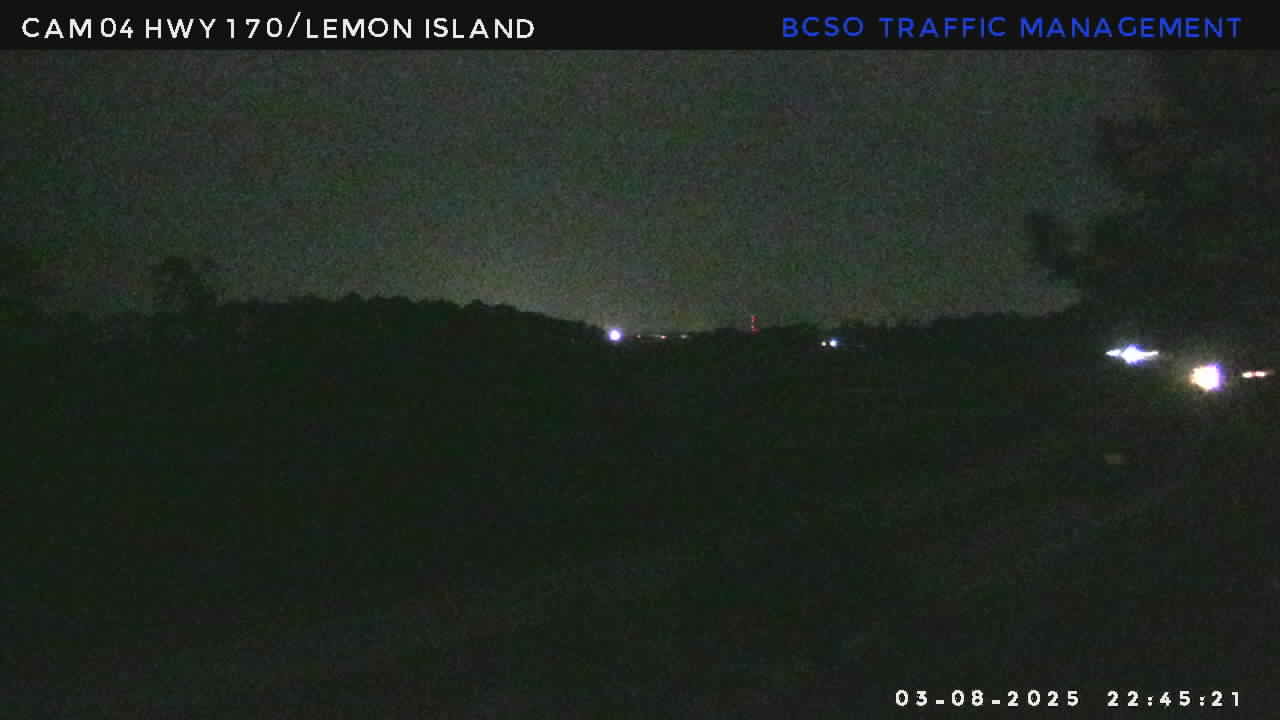 CAM04 HWY 170/LEMON ISLAND
BCSO TRAFFIC MANAGEMENT
03-08-2025 22:45:21